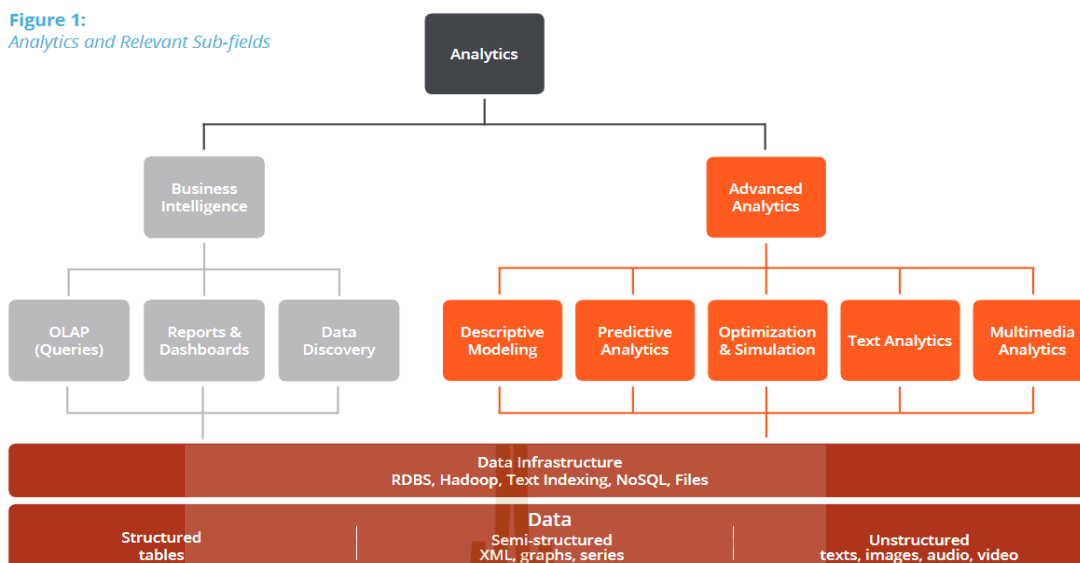 Figure 1:
Analytics and Relevant Sub-fields
Analytics
Business
Intelligence
Advanced
Analytics
OLAP
(Queries)
Reports &
Dashboards
Data
Discovery
Descriptive
Modeling
Predictive
Analytics
Optimization
& Simulation
Text Analytics
Multimedia
Analytics
Data Infrastructure
RDBS, Hadoop, Text Indexing, NoSQL, Files
Data
Structured
tables
Semi-structured
XML, graphs, series
Unstructured
texts, images, audio, video